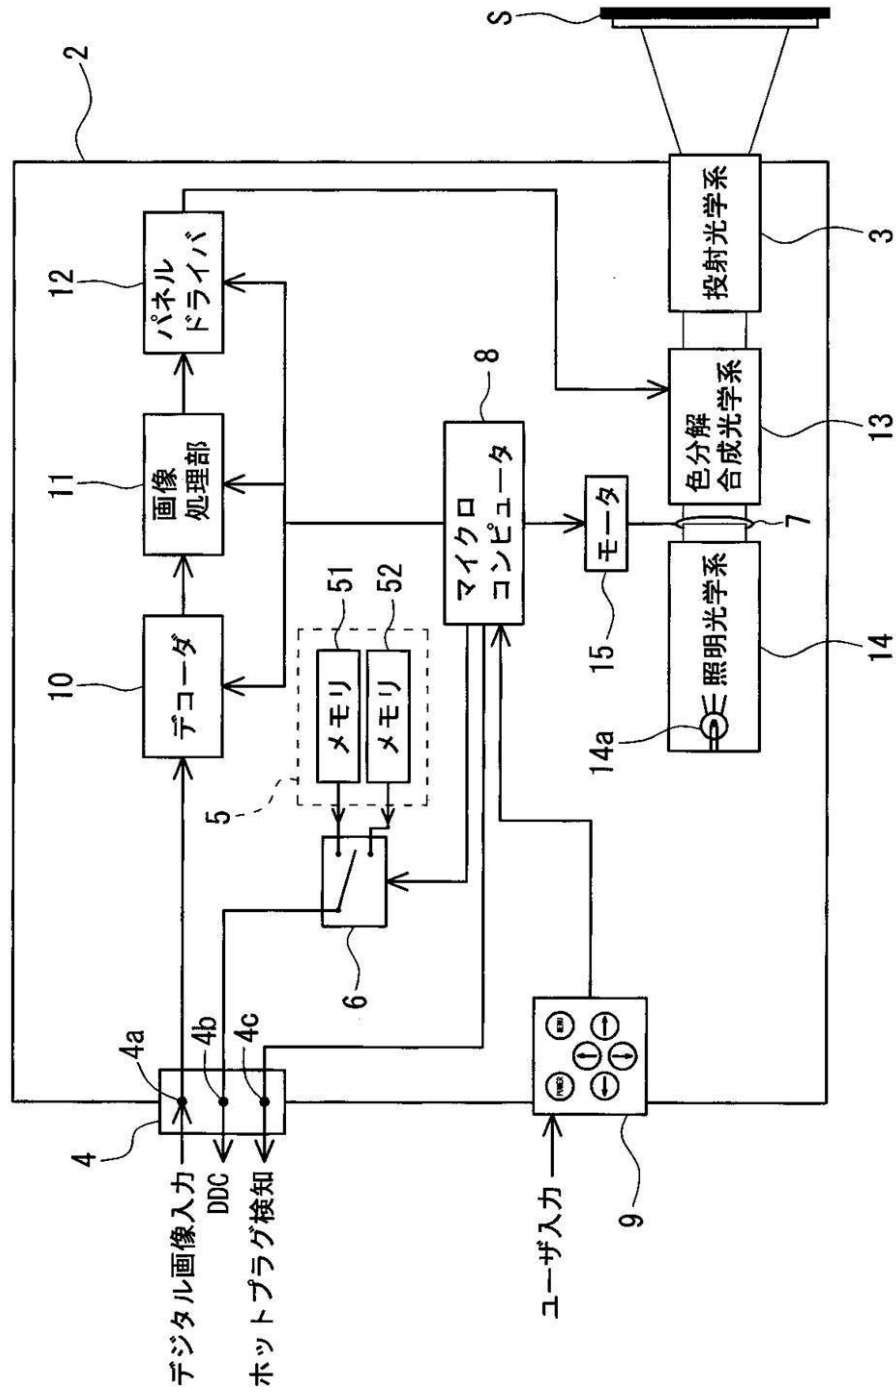 2
S
デジタル画像入力
DDC
ホットプラグ検知
4
4a
4b
4c
デコーダ
10
画像
処理部
11
パネル
ドライバ
12
5
メモリ
51
メモリ
52
6
マイクロ
コンピュータ
8
モータ
15
ユーザ入力
9
POWER
MENU
照明光学系
14a
14
7
色分解
合成光学系
13
投射光学系
3